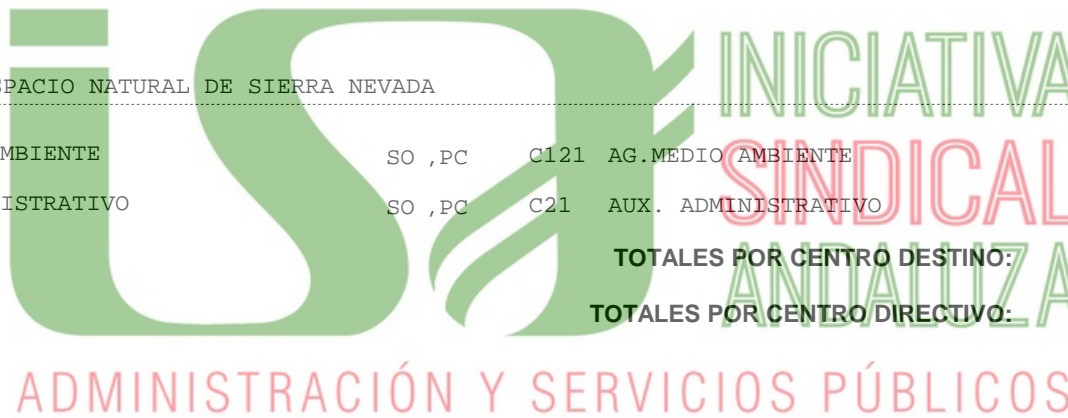 isa
INICIATIVA
SPACIO NATURAL DE SIERRA NEVADA
MBIENTE SO ,PC C121 AG.MEDIO AMBIENTE
SINDICAL
ISTRATIVO SO ,PC C21 AUX. ADMINISTRATIVO
TOTALES POR CENTRO DESTINO:
ANDALUZA
TOTALES POR CENTRO DIRECTIVO:
ADMINISTRACIÓN Y SERVICIOS PÚBLICOS